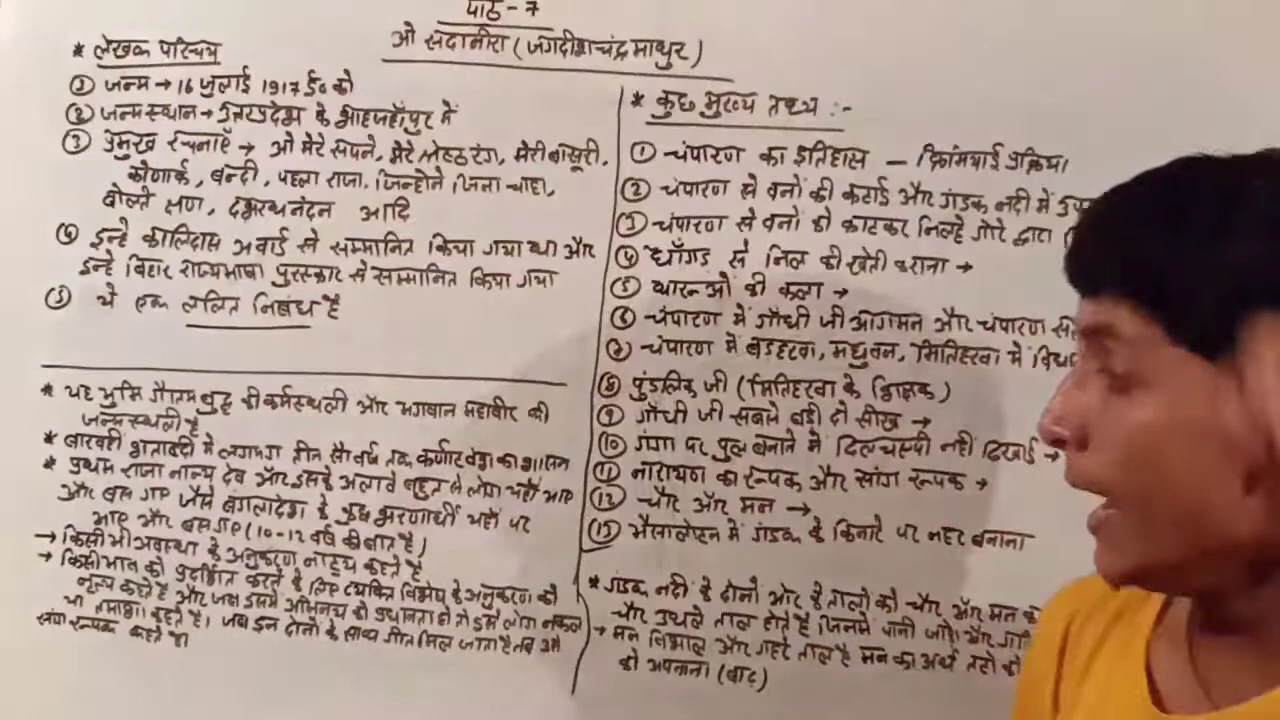 पाठ - 7
ओ सदानीरा (जगदीशचंद्र माथुर)
* लेखक परिचय
① जन्म → 16 जुलाई 1917 ई० को
② जन्मस्थान → उत्तरप्रदेश के शाहजहाँपुर में
③ प्रमुख रचनाएँ → ओ मेरे सपने, मेरे श्रेष्ठ रंग, मेरी बाँसुरी,
कोणार्क, बन्दी, पहला राजा, जिन्होने जिना चाहा,
बोलते क्षण, दशरथनंदन आदि
④ इन्हे कालिदास अवार्ड से सम्मानित किया गया था और
इन्हे बिहार राज्यभाषा पुरस्कार से सम्मानित किया गया
⑤ ये एक ललित निबंध है
* यह भुमि गौतम बुद्ध की कर्मस्थली और भगवान महावीर की
जन्मस्थली है
* बारवही शताब्दी में लगभग तीन सौ वर्ष तक कर्णाट वंश का शासन
* प्रथम राजा नान्य देव और इसके अलावे बहुत से लोग यहाँ आए
और बस गए जैसे बंगलादेश के कुछ शरणार्थी यहाँ पर
आए और बस गए (10-12 वर्ष की बात है)
→ किसी भी अवस्था के अनुकरण नाट्य कहते है
→ किसी भाव को प्रदर्शित करने के लिए व्यक्ति विशेष के अनुकरण को
नृत्य कहते है और जब इसमे अभिनय की प्रधानता हो तो इसे लोग नकल
या तमाशा कहते है। जब इन दोनो के साथ गीत मिल जाता है तब उसे
सांग रूपक कहते है।
* कुछ मुख्य तथ्य :-
① चंपारण का इतिहास —
② चंपारण से वनों की कटाई और गंडक नदी में
③ चंपारण से वनो को काटकर निलहे गोरे द्वारा
④ धाँगड़ से निल की खेती कराना →
⑤ थारूओ की कला →
⑥ चंपारण में गाँधी जी आगमन और चंपारण
⑦ चंपारण में बड़हरवा, मधुबन, भितिहरवा में
⑧ पुंडलिक जी (भितिहरवा के शिक्षक)
⑨ गाँधी जी सबसे बड़ी दो सीख →
⑩ गंगा पर पुल बनाने में दिलचस्पी नहीं दिखाई →
⑪ नारायण का रूपक और सांग रूपक →
⑫ चौर और मन →
⑬ भैसालोटन में गंडक के किनारे पर नहर बनाना
* गंडक नदी के दोनो ओर के तालो को चौर और मन
चौर उथले ताल होते है जिनमे पानी जाड़ो और
→ मन विशाल और गहरे ताल है मन का अर्थ
को अपनाना (बाढ़)